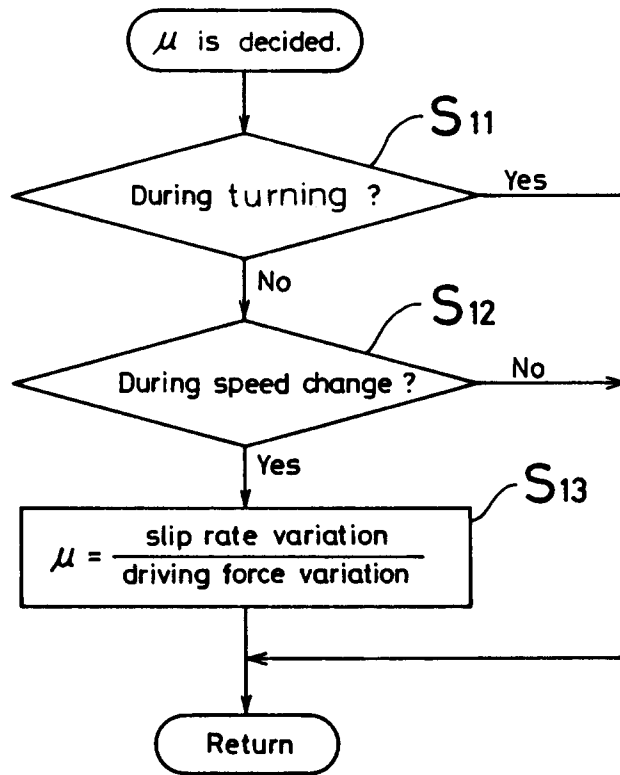 μ is decided.
S11
During turning ?
Yes
No
S12
During speed change ?
No
Yes
S13
μ = slip rate variation
driving force variation
Return